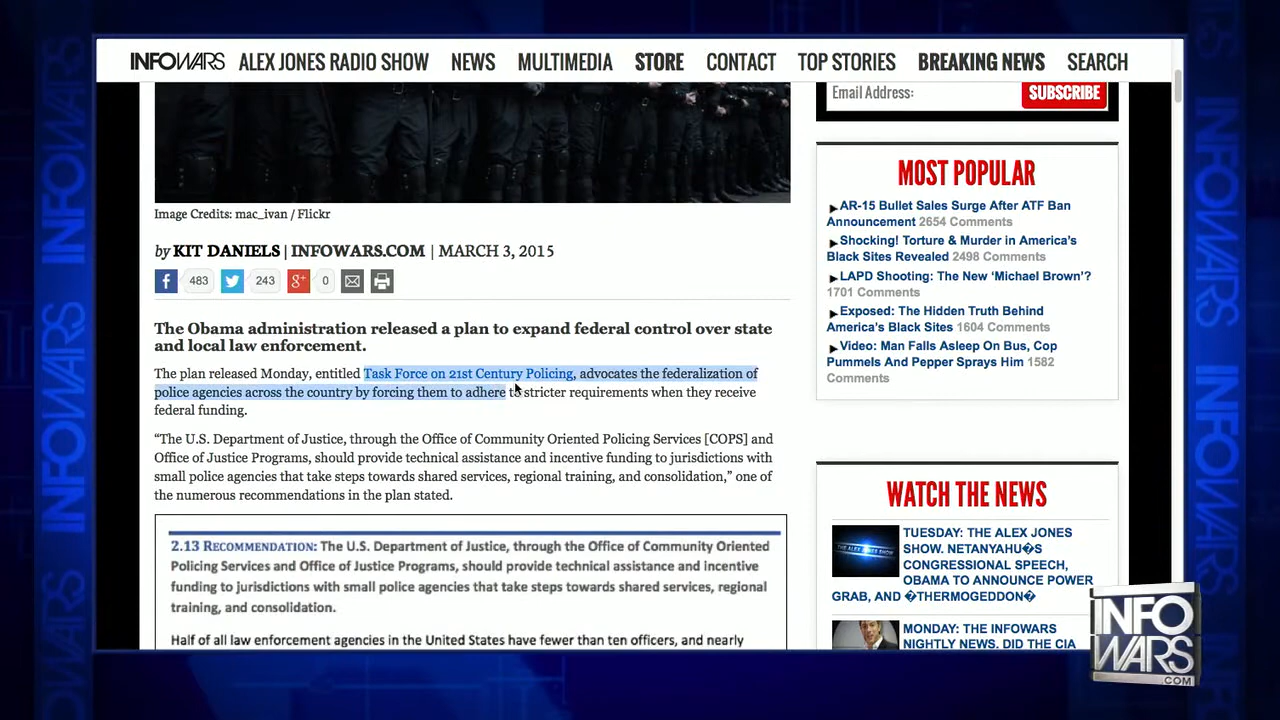 INFOWARS ALEX JONES RADIO SHOW NEWS MULTIMEDIA STORE CONTACT TOP STORIES BREAKING NEWS SEARCH
Email Address:
SUBSCRIBE
Image Credits: mac_ivan / Flickr
by KIT DANIELS | INFOWARS.COM | MARCH 3, 2015
483 243 0
The Obama administration released a plan to expand federal control over state
and local law enforcement.
The plan released Monday, entitled Task Force on 21st Century Policing, advocates the federalization of
police agencies across the country by forcing them to adhere to stricter requirements when they receive
federal funding.
“The U.S. Department of Justice, through the Office of Community Oriented Policing Services [COPS] and
Office of Justice Programs, should provide technical assistance and incentive funding to jurisdictions with
small police agencies that take steps towards shared services, regional training, and consolidation,” one of
the numerous recommendations in the plan stated.
2.13 RECOMMENDATION: The U.S. Department of Justice, through the Office of Community Oriented
Policing Services and Office of Justice Programs, should provide technical assistance and incentive
funding to jurisdictions with small police agencies that take steps towards shared services, regional
training, and consolidation.
Half of all law enforcement agencies in the United States have fewer than ten officers, and nearly
MOST POPULAR
AR-15 Bullet Sales Surge After ATF Ban
Announcement 2654 Comments
Shocking! Torture & Murder in America's
Black Sites Revealed 2498 Comments
LAPD Shooting: The New ‘Michael Brown’?
1701 Comments
Exposed: The Hidden Truth Behind
America's Black Sites 1604 Comments
Video: Man Falls Asleep On Bus, Cop
Pummels And Pepper Sprays Him 1582
Comments
WATCH THE NEWS
THE ALEX JONES SHOW
TUESDAY: THE ALEX JONES
SHOW. NETANYAHU�S
CONGRESSIONAL SPEECH,
OBAMA TO ANNOUNCE POWER
GRAB, AND �THERMOGEDDON�
MONDAY: THE INFOWARS
NIGHTLY NEWS. DID THE CIA
INFO
WARS
.COM
INFOWARS
INFOWARS